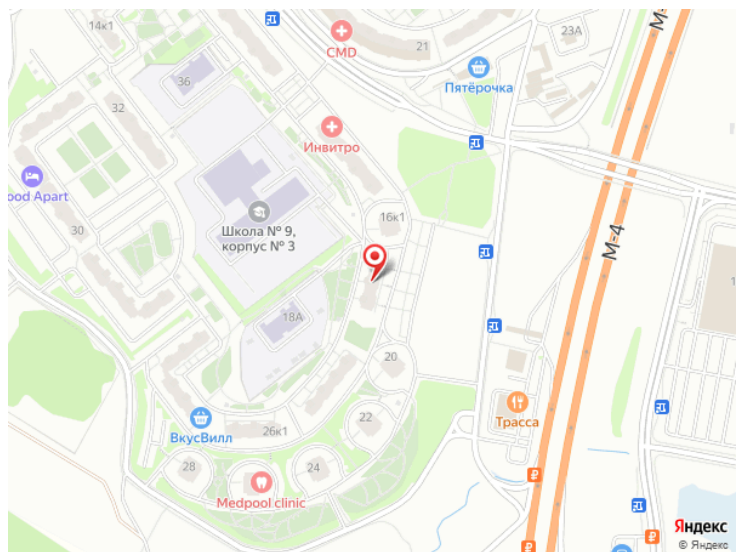 14к1
21
23А
М-
CMD
Пятёрочка
36
32
Инвитро
ood Apart
16к1
Школа № 9,
корпус № 3
30
М-4
1
18А
20
Трасса
22
ВкусВилл
26к1
28
24
Medpool clinic
Яндекс
© Яндекс